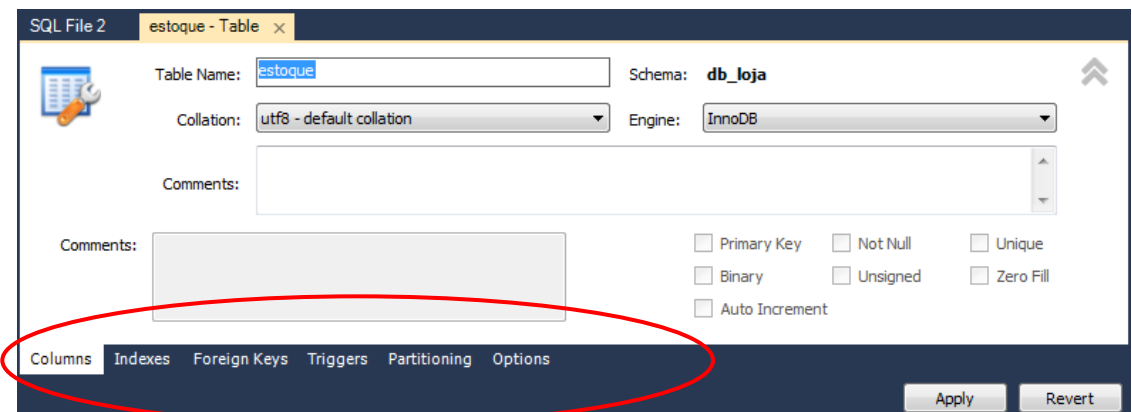 SQL File 2 estoque - Table ×
Table Name: estoque Schema: db_loja
Collation: utf8 - default collation Engine: InnoDB
Comments:
Comments: Primary Key Not Null Unique
Binary Unsigned Zero Fill
Auto Increment
Columns Indexes Foreign Keys Triggers Partitioning Options
Apply Revert